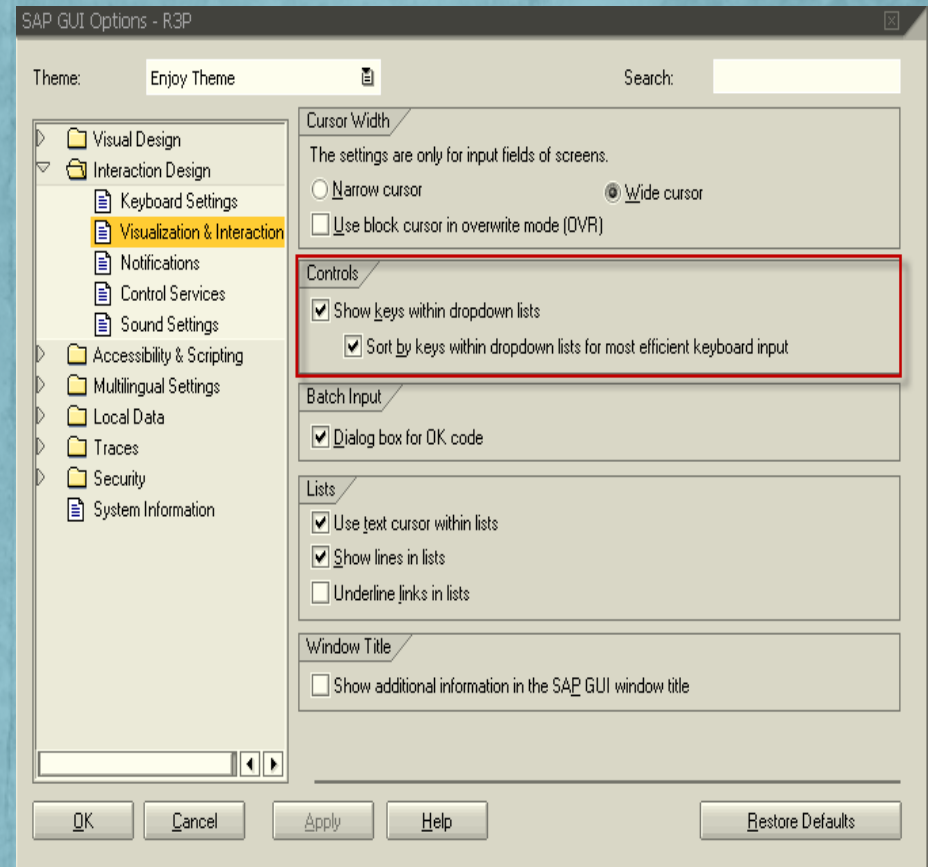 SAP GUI Options - R3P
Theme: Enjoy Theme Search:
Visual Design
Interaction Design
Keyboard Settings
Visualization & Interaction
Notifications
Control Services
Sound Settings
Accessibility & Scripting
Multilingual Settings
Local Data
Traces
Security
System Information
Cursor Width
The settings are only for input fields of screens.
Narrow cursor Wide cursor
Use block cursor in overwrite mode (OVR)
Controls
Show keys within dropdown lists
Sort by keys within dropdown lists for most efficient keyboard input
Batch Input
Dialog box for OK code
Lists
Use text cursor within lists
Show lines in lists
Underline links in lists
Window Title
Show additional information in the SAP GUI window title
OK Cancel Apply Help Restore Defaults